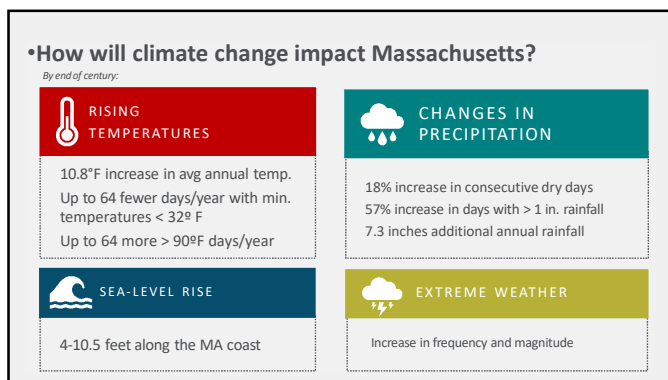 •How will climate change impact Massachusetts?
By end of century:
RISING
TEMPERATURES
10.8°F increase in avg annual temp.
Up to 64 fewer days/year with min.
temperatures < 32º F
Up to 64 more > 90ºF days/year
CHANGES IN
PRECIPITATION
18% increase in consecutive dry days
57% increase in days with > 1 in. rainfall
7.3 inches additional annual rainfall
SEA-LEVEL RISE
4-10.5 feet along the MA coast
EXTREME WEATHER
Increase in frequency and magnitude